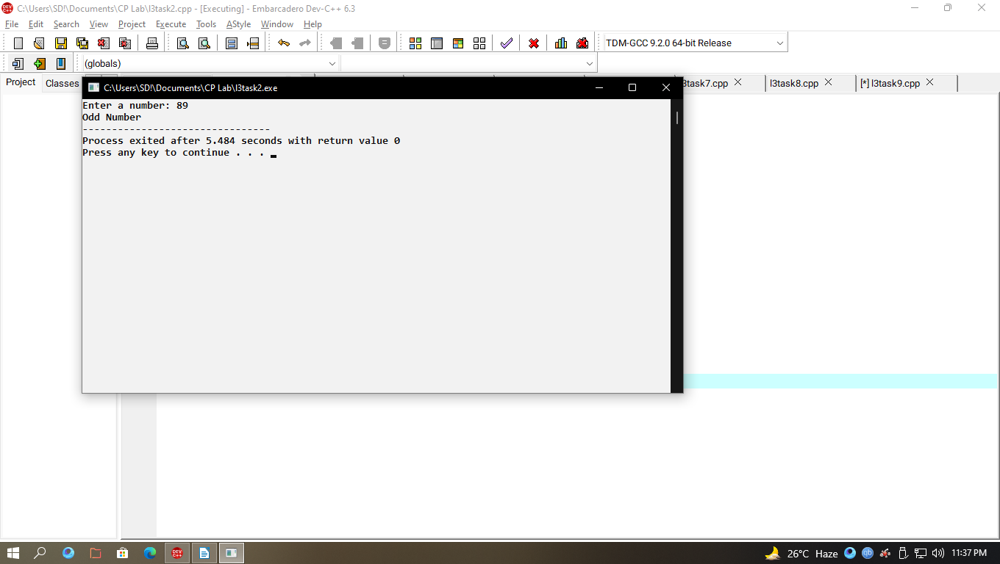 C:\Users\SD!\Documents\CP Lab\l3task2.cpp - [Executing] - Embarcadero Dev-C++ 6.3
File Edit Search View Project Execute Tools AStyle Window Help
TDM-GCC 9.2.0 64-bit Release
(globals)
Project Classes
3task7.cpp l3task8.cpp [*] l3task9.cpp
C:\Users\SD!\Documents\CP Lab\l3task2.exe
Enter a number: 89
Odd Number
--------------------------------
Process exited after 5.484 seconds with return value 0
Press any key to continue . . .
DEV C++
26°C Haze qb 11:37 PM